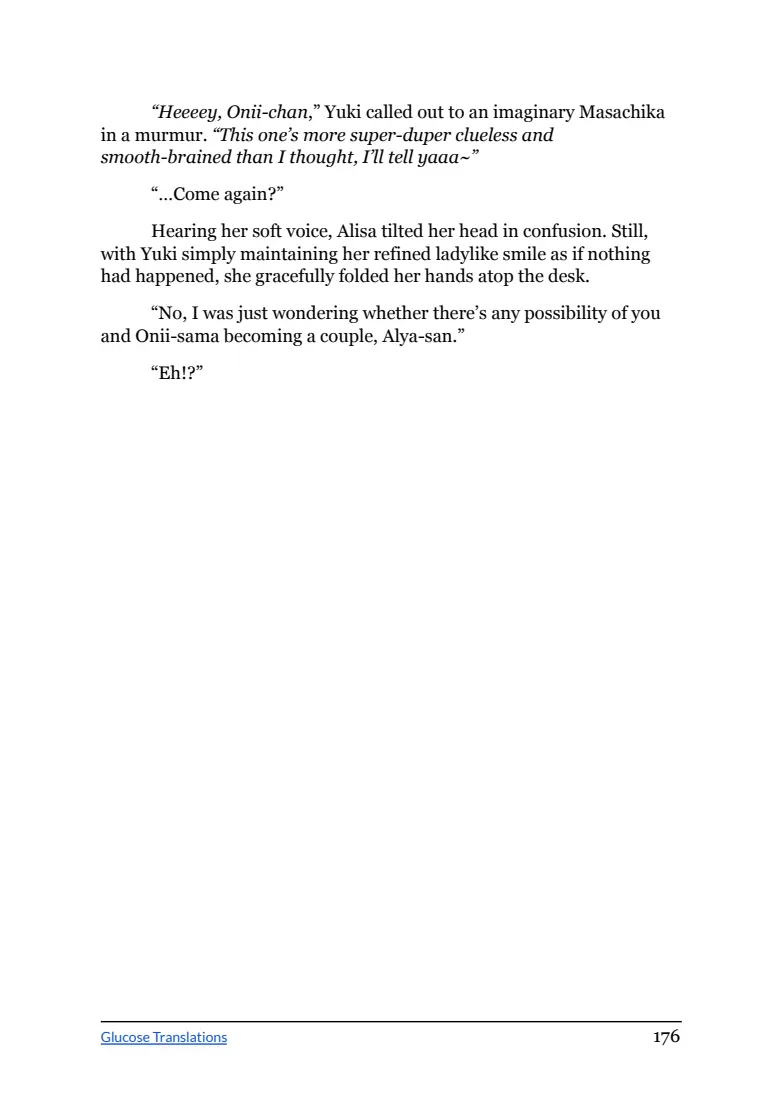 “Heeeey, Onii-chan,” Yuki called out to an imaginary Masachika
in a murmur. “This one’s more super-duper clueless and
smooth-brained than I thought, I’ll tell yaaa~”
“...Come again?”
Hearing her soft voice, Alisa tilted her head in confusion. Still,
with Yuki simply maintaining her refined ladylike smile as if nothing
had happened, she gracefully folded her hands atop the desk.
“No, I was just wondering whether there’s any possibility of you
and Onii-sama becoming a couple, Alya-san.”
“Eh!?”
Glucose Translations 176